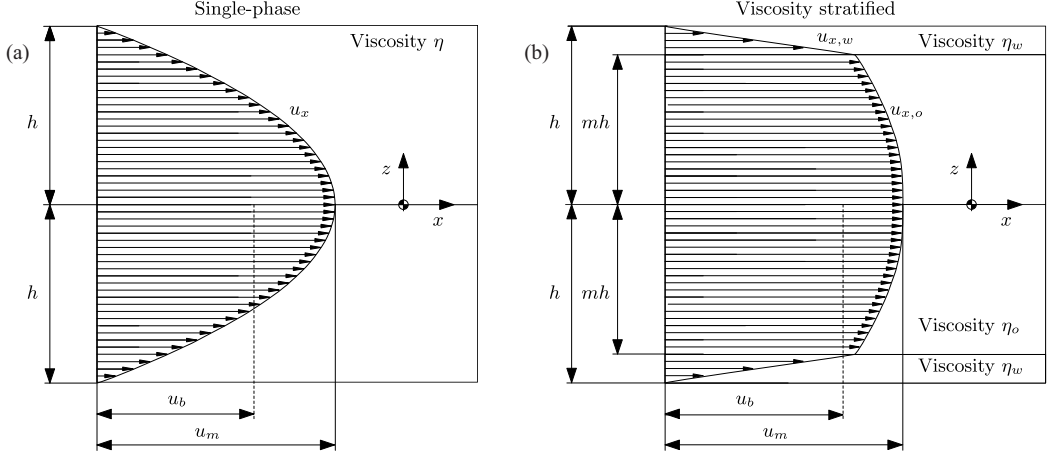 Single-phase
Viscosity stratified
(a)
Viscosity η
h
u_x
z
x
h
u_b
u_m
(b)
u_{x,w}
Viscosity η_w
h
mh
u_{x,o}
z
x
h
mh
Viscosity η_o
Viscosity η_w
u_b
u_m